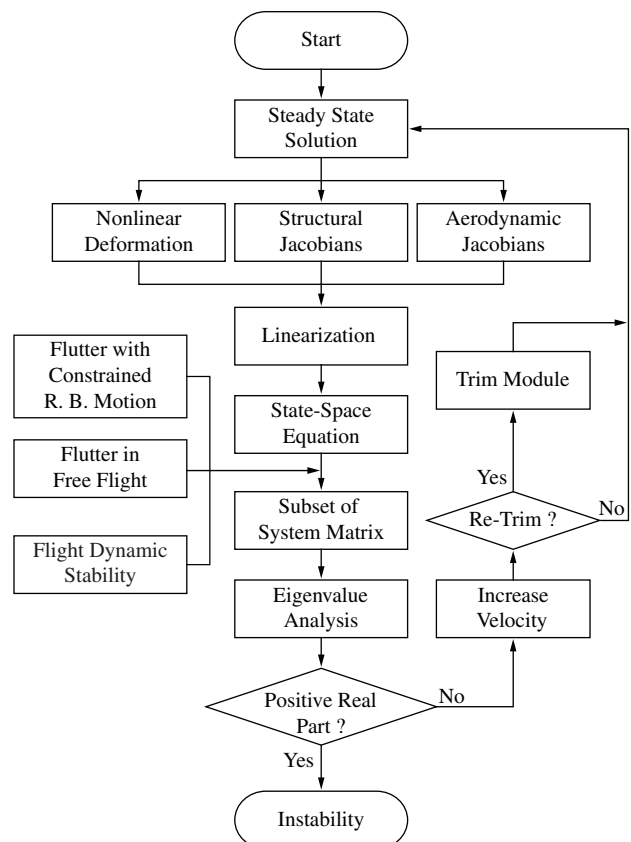 Start
Steady State
Solution
Nonlinear
Deformation
Structural
Jacobians
Aerodynamic
Jacobians
Linearization
Flutter with
Constrained
R. B. Motion
Trim Module
State-Space
Equation
Flutter in
Free Flight
Yes
Re-Trim ?
No
Subset of
System Matrix
Flight Dynamic
Stability
Eigenvalue
Analysis
Increase
Velocity
Positive Real
Part ?
No
Yes
Instability